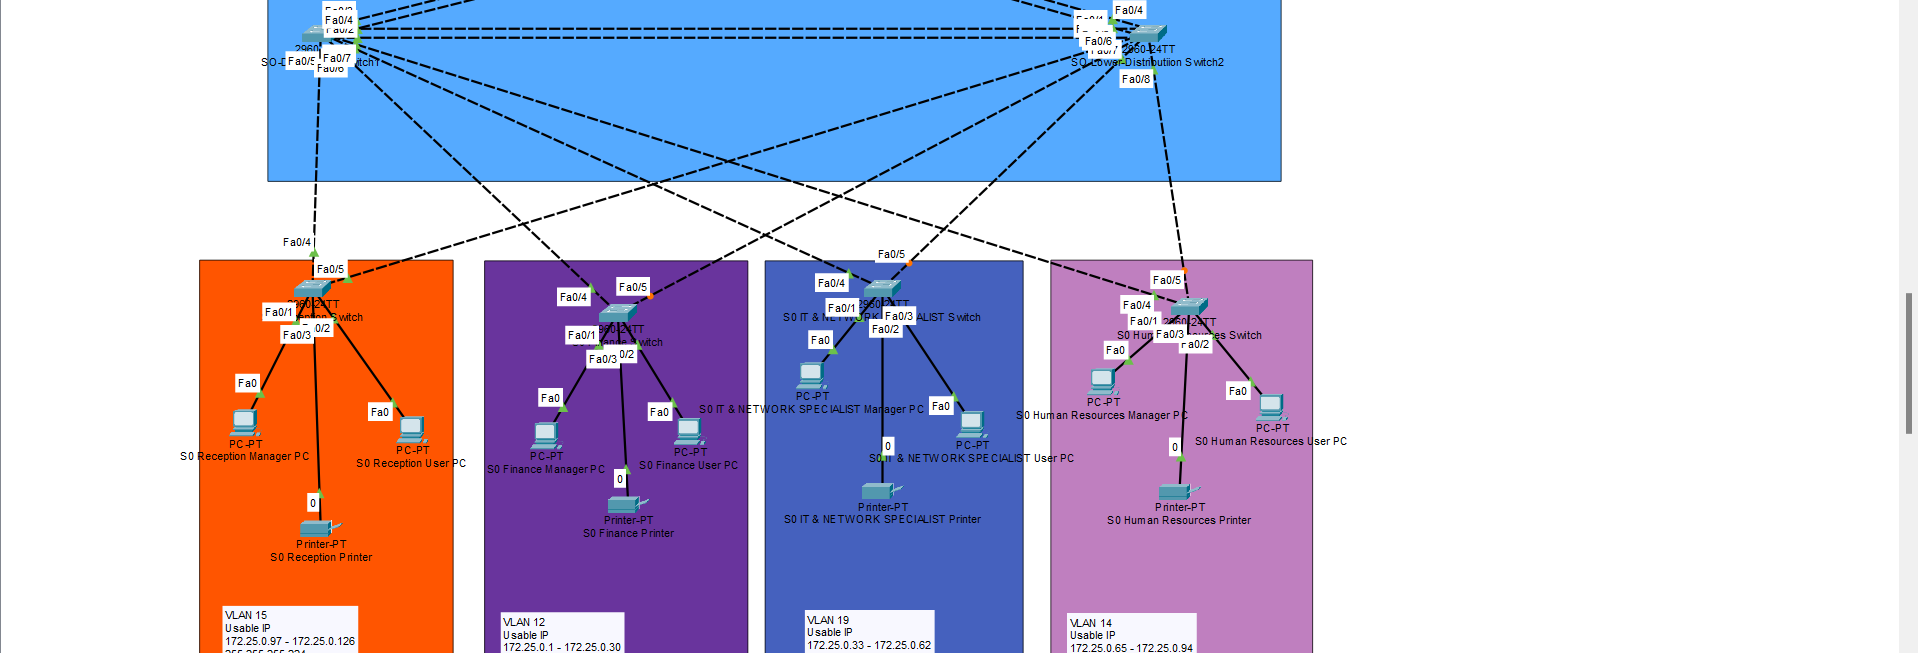 Fa0/4
Fa0/2
2960
Fa0/5
Fa0/7
Fa0/6
Fa0/4
Fa0/6
2960-24TT
S0-Lower-Distributiion Switch2
Fa0/8
Fa0/4
Fa0/5
Fa0/1
Fa0/3
0/2
Switch
Fa0
Fa0
PC-PT
S0 Reception Manager PC
PC-PT
S0 Reception User PC
0
Printer-PT
S0 Reception Printer
VLAN 15
Usable IP
172.25.0.97 - 172.25.0.126
Fa0/5
Fa0/4
Fa0/1
Fa0/3
0/2
Fa0
Fa0
PC-PT
S0 Finance Manager PC
PC-PT
S0 Finance User PC
0
Printer-PT
S0 Finance Printer
VLAN 12
Usable IP
172.25.0.1 - 172.25.0.30
Fa0/5
Fa0/4
Fa0/1
Fa0/3
Fa0/2
Fa0
Fa0
PC-PT
S0 IT & NETWORK SPECIALIST Manager PC
PC-PT
S0 IT & NETWORK SPECIALIST User PC
0
Printer-PT
S0 IT & NETWORK SPECIALIST Printer
VLAN 19
Usable IP
172.25.0.33 - 172.25.0.62
Fa0/5
Fa0/4
Fa0/1
Fa0/3
Fa0/2
Fa0
Fa0
PC-PT
S0 Human Resources Manager PC
PC-PT
S0 Human Resources User PC
0
Printer-PT
S0 Human Resources Printer
VLAN 14
Usable IP
172.25.0.65 - 172.25.0.94